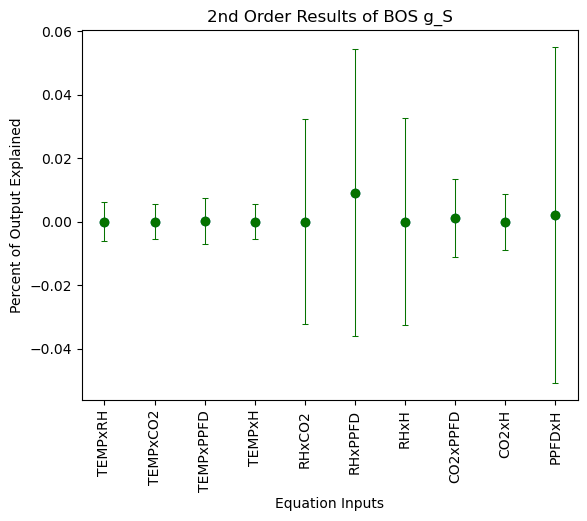 2nd Order Results of BOS g_S
Percent of Output Explained
0.06
0.04
0.02
0.00
−0.02
−0.04
TEMPxRH
TEMPxCO2
TEMPxPPFD
TEMPxH
RHxCO2
RHxPPFD
RHxH
CO2xPPFD
CO2xH
PPFDxH
Equation Inputs